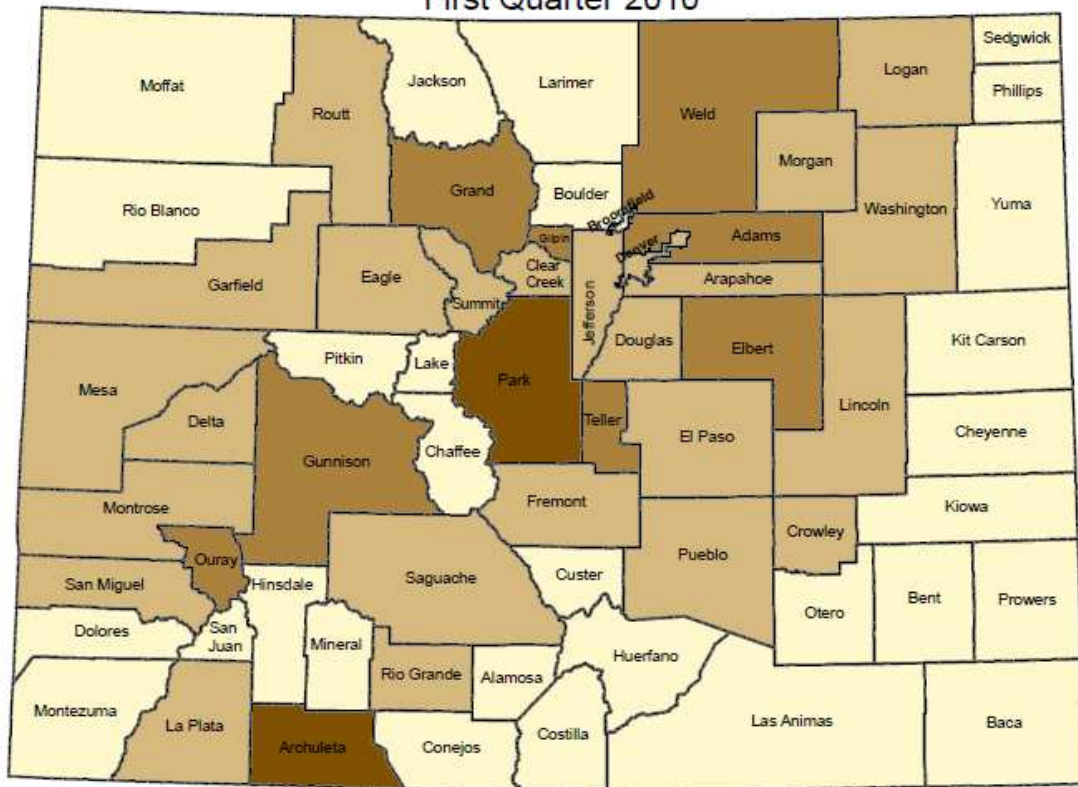 First Quarter 2010
Sedgwick
Logan
Jackson
Larimer
Moffat
Phillips
Routt
Weld
Morgan
Grand
Boulder
Rio Blanco
Broomfield
Washington
Yuma
Gilpin
Denver
Adams
Clear
Creek
Eagle
Arapahoe
Garfield
Summit
Jefferson
Douglas
Elbert
Kit Carson
Pitkin
Lake
Park
Mesa
Lincoln
Delta
Teller
El Paso
Cheyenne
Chaffee
Gunnison
Montrose
Fremont
Kiowa
Crowley
Ouray
Pueblo
San Miguel
Hinsdale
Saguache
Custer
Otero
Bent
Prowers
Dolores
San
Juan
Mineral
Huerfano
Rio Grande
Alamosa
Montezuma
La Plata
Las Animas
Baca
Archuleta
Conejos
Costilla